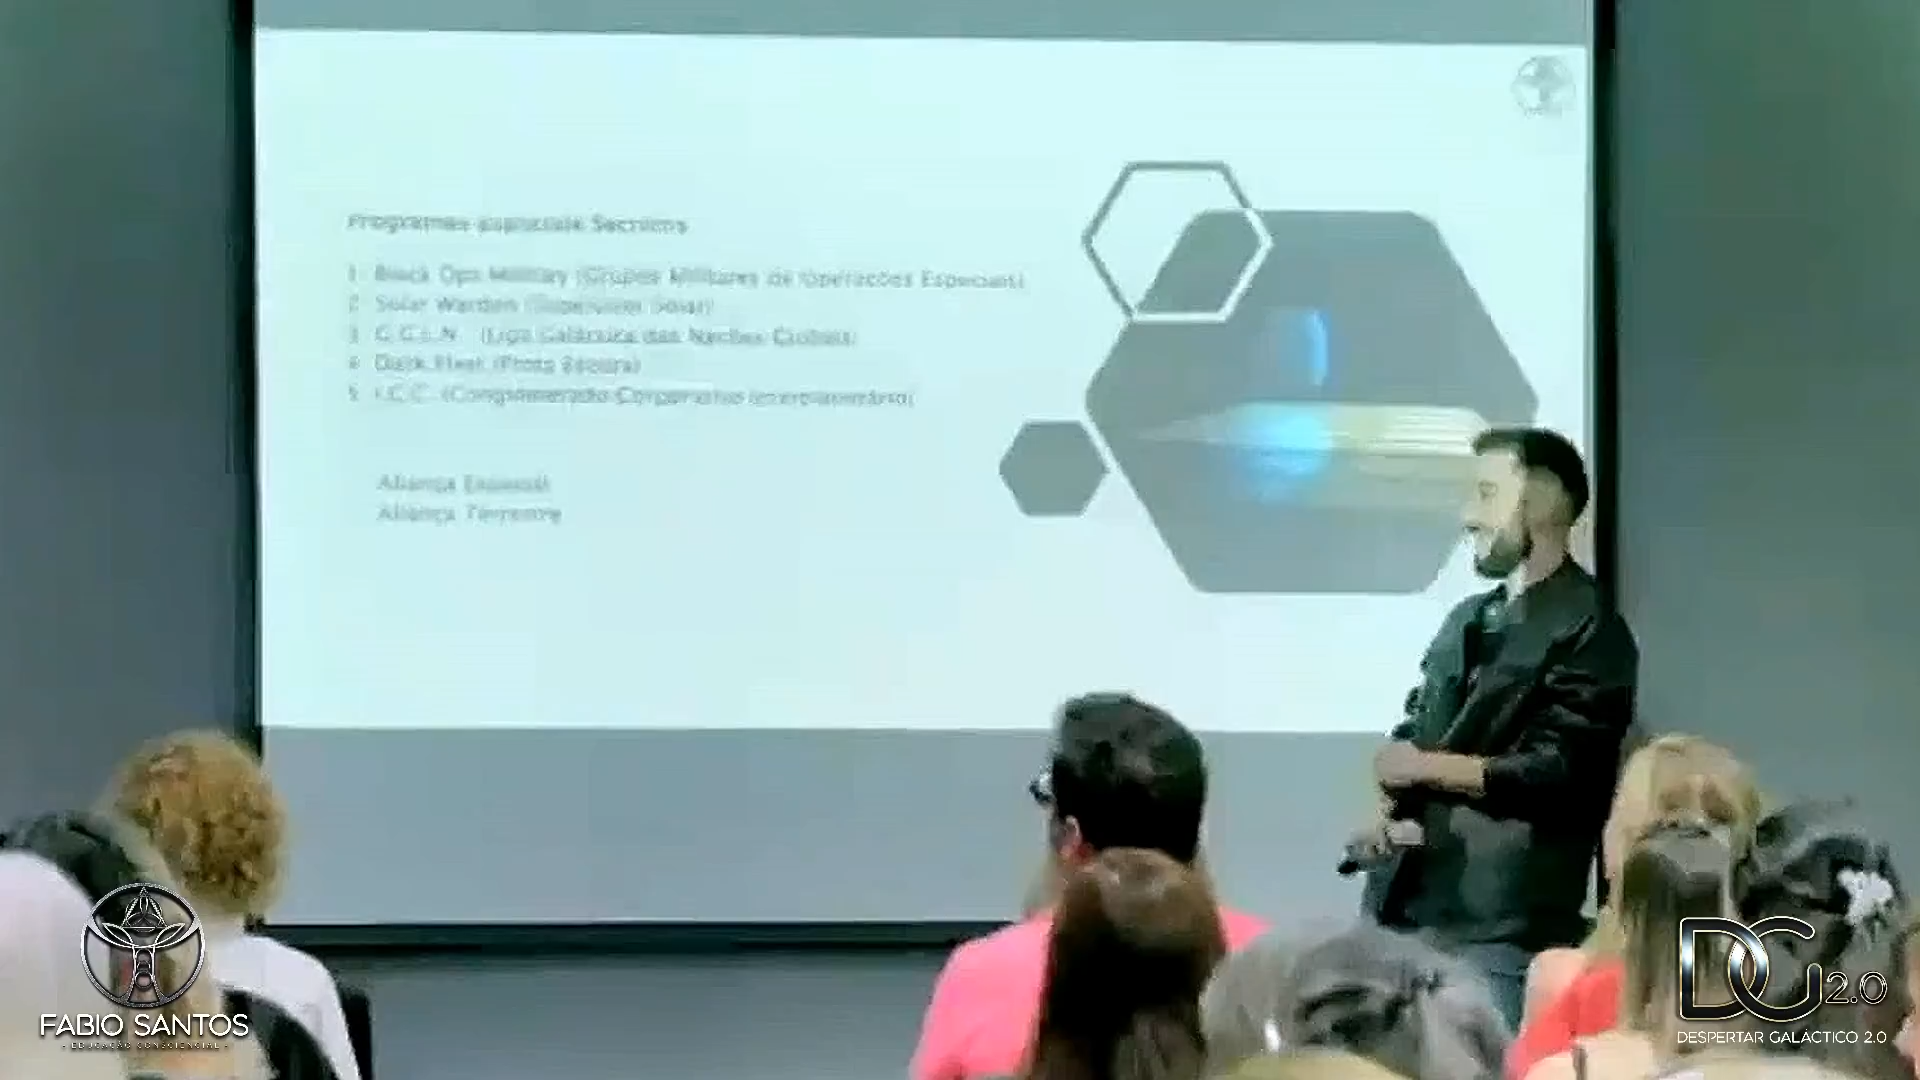 Programas espaciais Secretos
1 Black Ops Military (Grupos Militares de Operações Especiais)
2 Solar Warden (Supervisor Solar)
3 (Liga Galáctica das Nações Globais)
4 Dark Fleet (Frota Escura)
5 I.C.C. (Conglomerado Corporativo Interplanetário)
Aliança Espacial
Aliança Terrestre
FABIO SANTOS
- EDUCAÇÃO CONSCIENCIAL -
DG 2.0
DESPERTAR GALÁCTICO 2.0